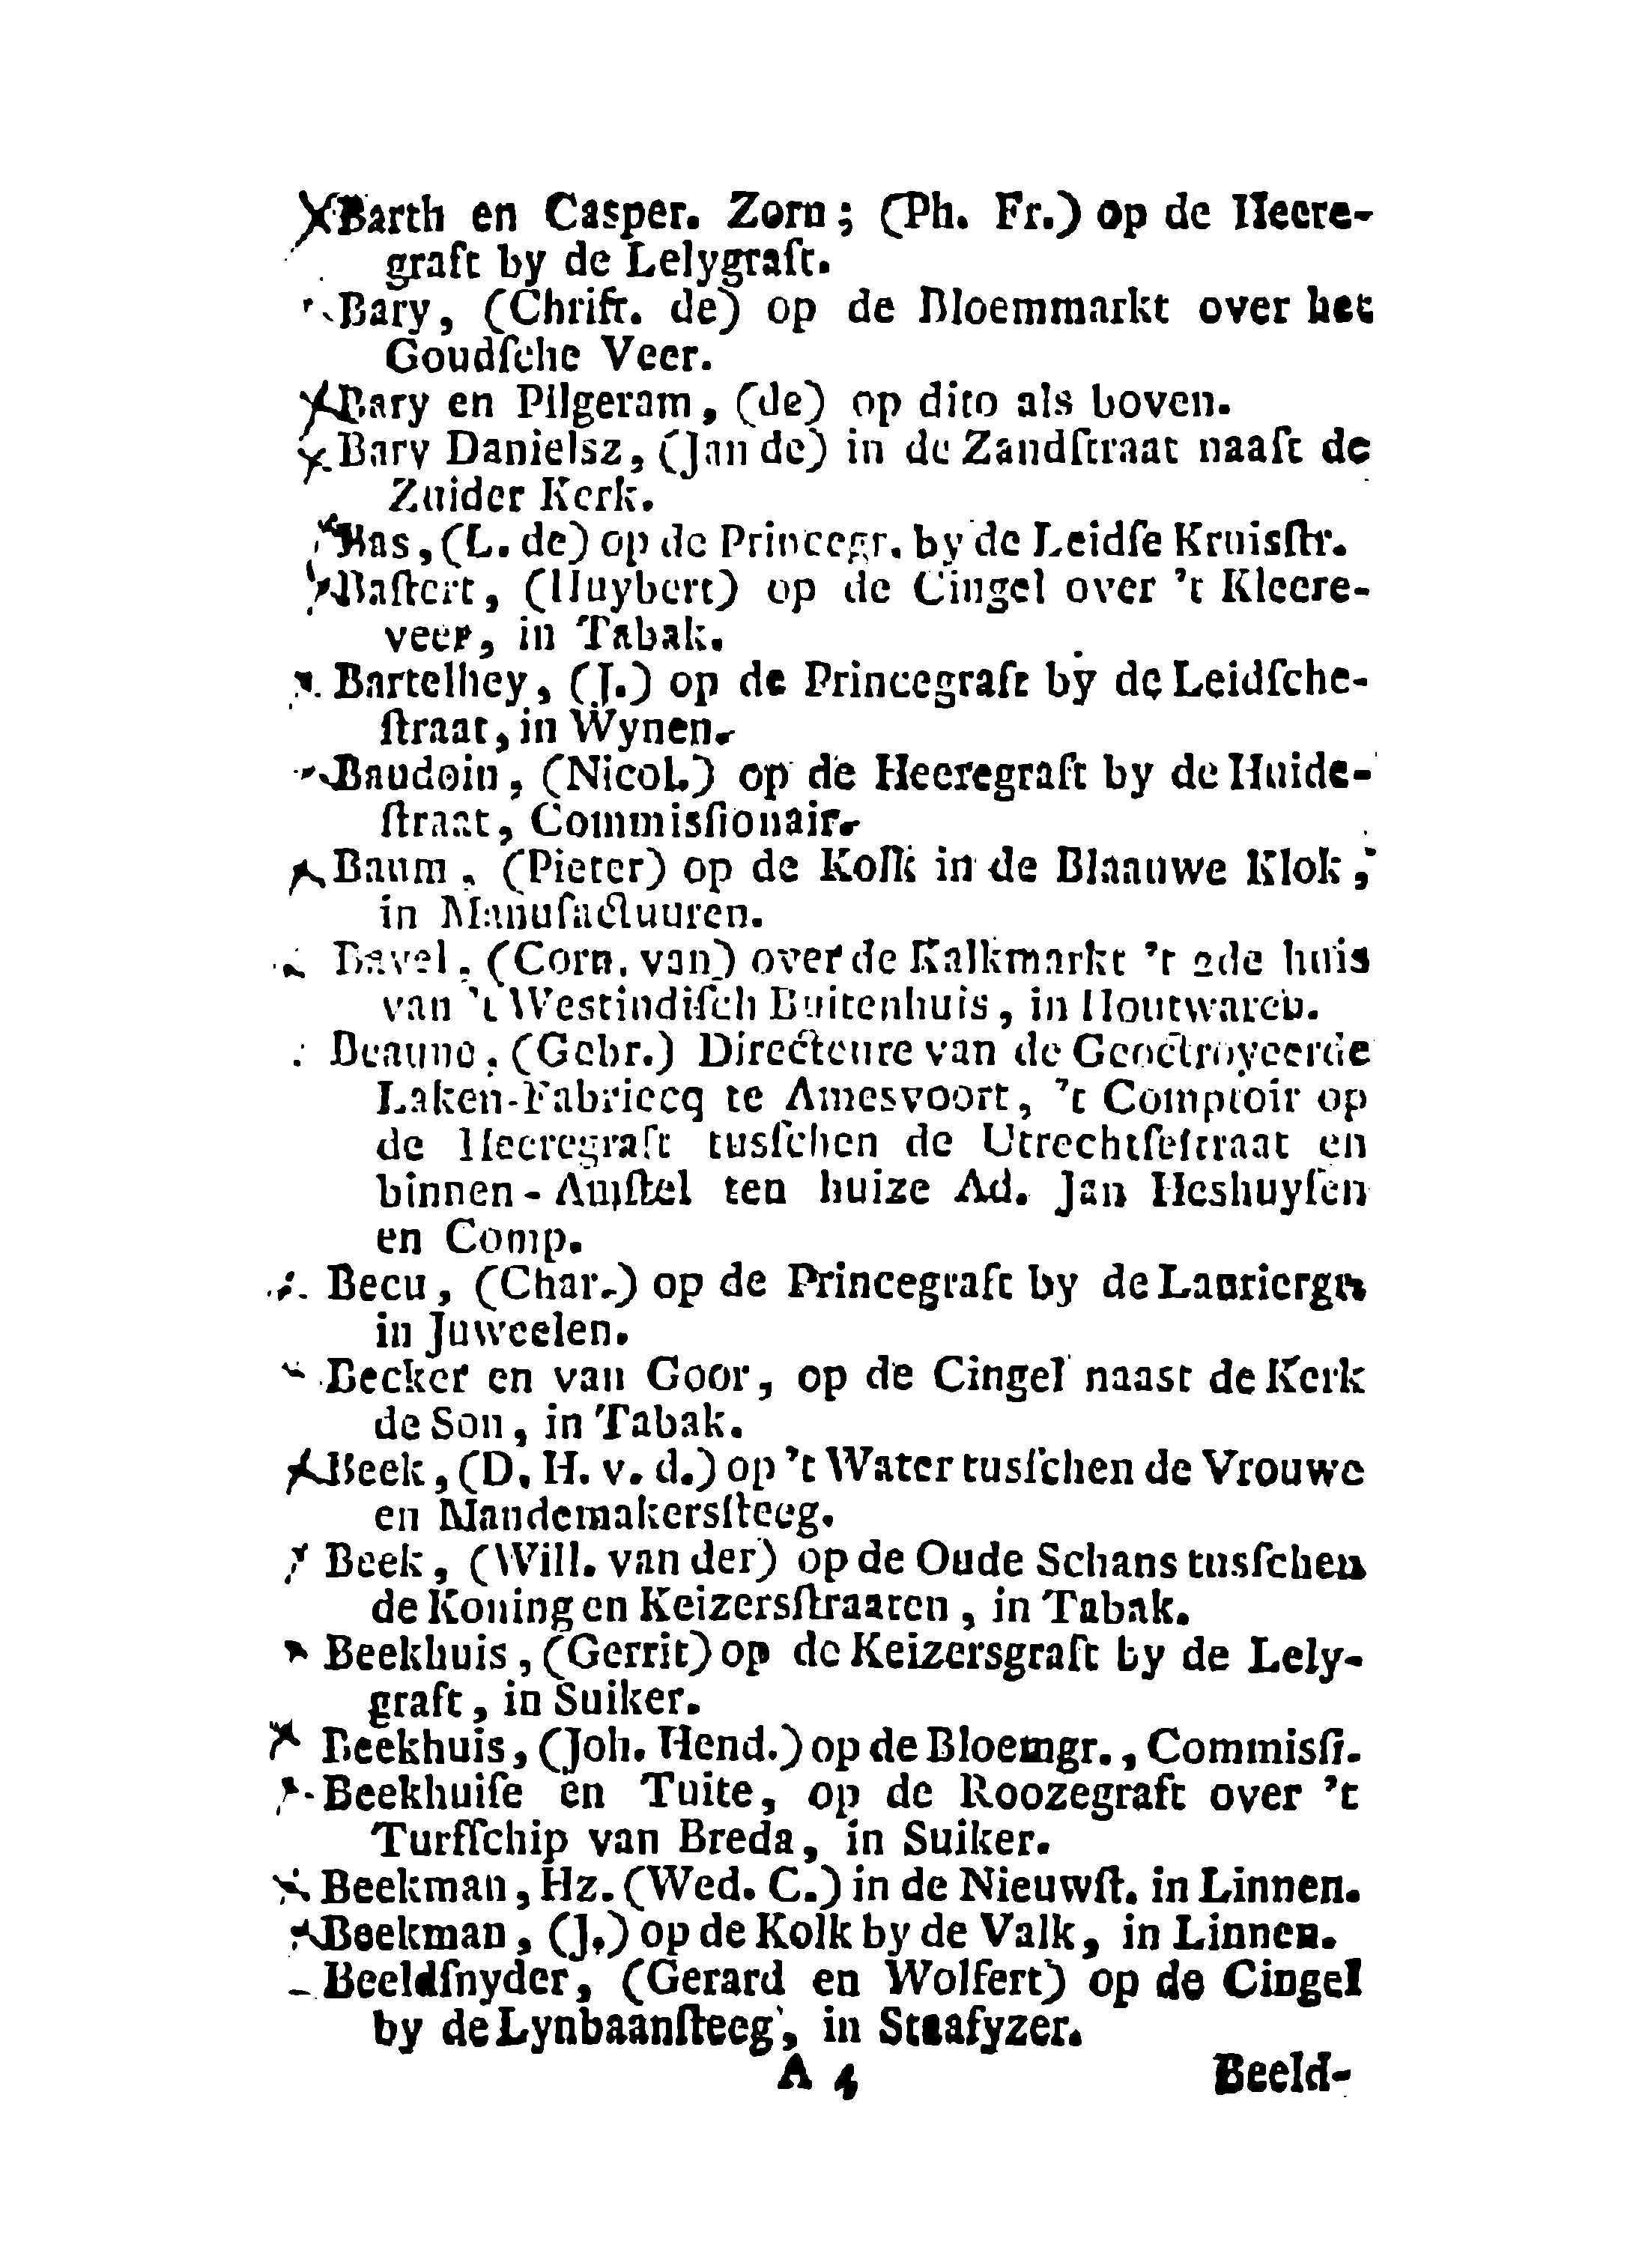 Barth en Casper. Zorn; (Ph. Fr.) op de Heere-
graft by de Lelygraft.
Bary, (Chriſt. de) op de Bloemmarkt over het
Goudſche Veer.
Bary en Pilgeram, (de) op dito als boven.
Bary Danielsz, (Jan de) in de Zandſtraat naaſt de
Zuider Kerk.
Bas, (L. de) op de Princegr. by de Leidſe Kruisſtr.
Baſtert, (Huybert) op de Cingel over 't Kleere-
veer, in Tabak.
Bartelhey, (J.) op de Princegraft by de Leidſche-
ſtraat, in Wynen.
Baudoin, (Nicol.) op de Heeregraft by de Huide-
ſtraat, Commisſionair.
Baum, (Pieter) op de Kolk in de Blaauwe Klok,
in Manufactuuren.
Bavel, (Corn. van) over de Kalkmarkt 't 2de huis
van 't Westindiſch Buitenhuis, in Houtwaren.
Beaune, (Gebr.) Directeure van de Geoctroyeerde
Laken-Fabriecq te Amesvoort, 't Comptoir op
de Heeregraft tusſchen de Utrechtſeſtraat en
binnen-Amſtel ten huize Ad. Jan Heshuyſen
en Comp.
Becu, (Char.) op de Princegraft by de Lauriergr.
in Juweelen.
Becker en van Goor, op de Cingel naast de Kerk
de Son, in Tabak.
Beek, (D. H. v. d.) op 't Water tusſchen de Vrouwe
en Mandemakersſteeg.
Beek, (Will. van der) op de Oude Schans tusſchen
de Koning en Keizersſtraaten, in Tabak.
Beekhuis, (Gerrit) op de Keizersgraft by de Lely-
graft, in Suiker.
Beekhuis, (Joh. Hend.) op de Bloemgr., Commisſi.
Beekhuiſe en Tuite, op de Roozegraft over 't
Turfſchip van Breda, in Suiker.
Beekman, Hz. (Wed. C.) in de Nieuwſt. in Linnen.
Beekman, (J.) op de Kolk by de Valk, in Linnen.
Beeldſnyder, (Gerard en Wolfert) op de Cingel
by de Lynbaanſteeg, in Staafyzer.
A 4 Beeld-